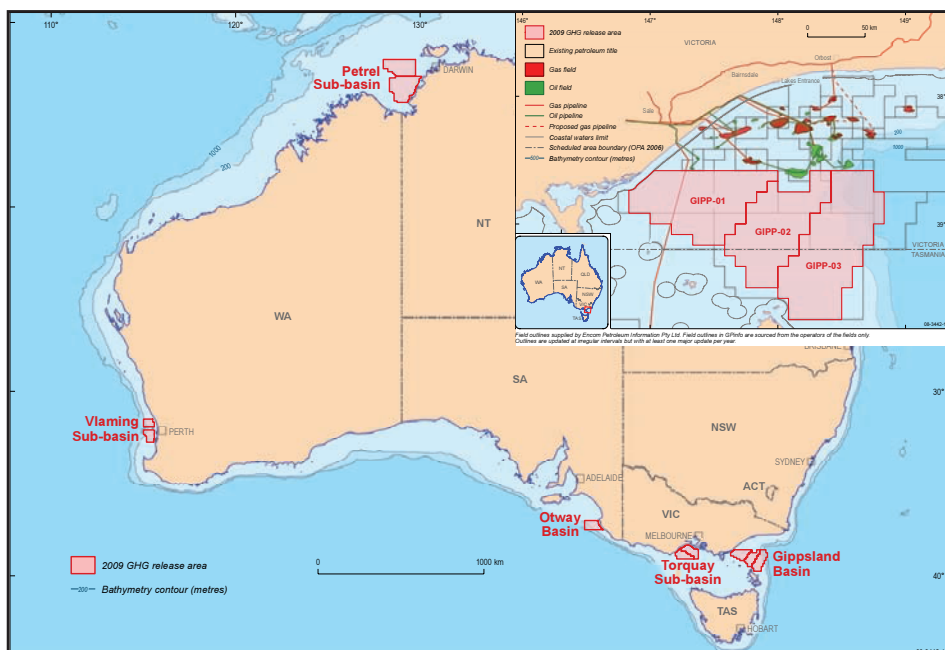 110°
120°
130°
Petrel
Sub-basin
DARWIN
1000
200
NT
WA
SA
Vlaming
Sub-basin
PERTH
ADELAIDE
BRISBANE
30°
NSW
SYDNEY
ACT
VIC
MELBOURNE
Otway
Basin
Torquay
Sub-basin
Gippsland
Basin
40°
TAS
HOBART
2009 GHG release area
200
Bathymetry contour (metres)
0
1000 km
146°
147°
148°
149°
0
50 km
2009 GHG release area
Existing petroleum title
Gas field
Oil field
Gas pipeline
Oil pipeline
Proposed gas pipeline
Coastal waters limit
Scheduled area boundary (OPA 2006)
500
Bathymetry contour (metres)
VICTORIA
Orbost
Bairnsdale
Lakes Entrance
Sale
38°
200
1000
GIPP-01
GIPP-02
GIPP-03
39°
VICTORIA
TASMANIA
WA
NT
QLD
SA
NSW
VIC
TAS
Field outlines supplied by Encom Petroleum Information Pty Ltd. Field outlines in GPinfo are sourced from the operators of the fields only.
Outlines are updated at irregular intervals but with at least one major update per year.